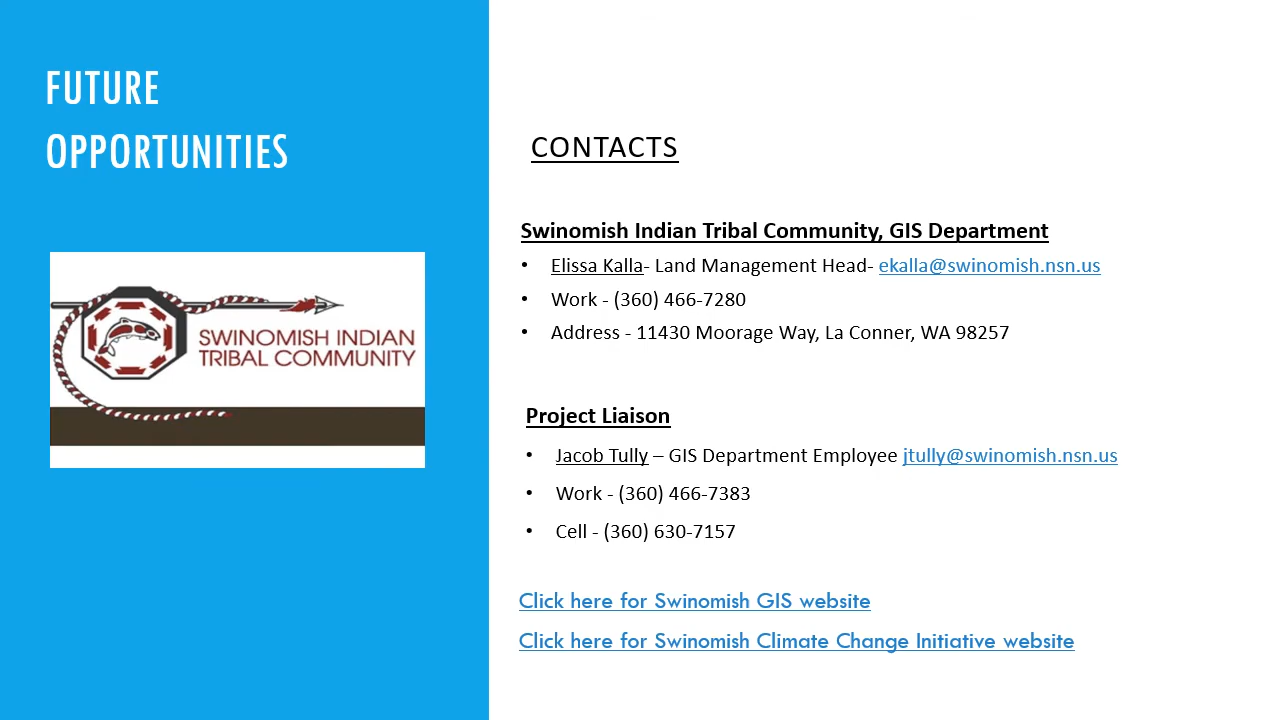 FUTURE
OPPORTUNITIES
SWINOMISH INDIAN
TRIBAL COMMUNITY
CONTACTS
Swinomish Indian Tribal Community, GIS Department
• Elissa Kalla- Land Management Head- ekalla@swinomish.nsn.us
• Work - (360) 466-7280
• Address - 11430 Moorage Way, La Conner, WA 98257
Project Liaison
• Jacob Tully – GIS Department Employee jtully@swinomish.nsn.us
• Work - (360) 466-7383
• Cell - (360) 630-7157
Click here for Swinomish GIS website
Click here for Swinomish Climate Change Initiative website